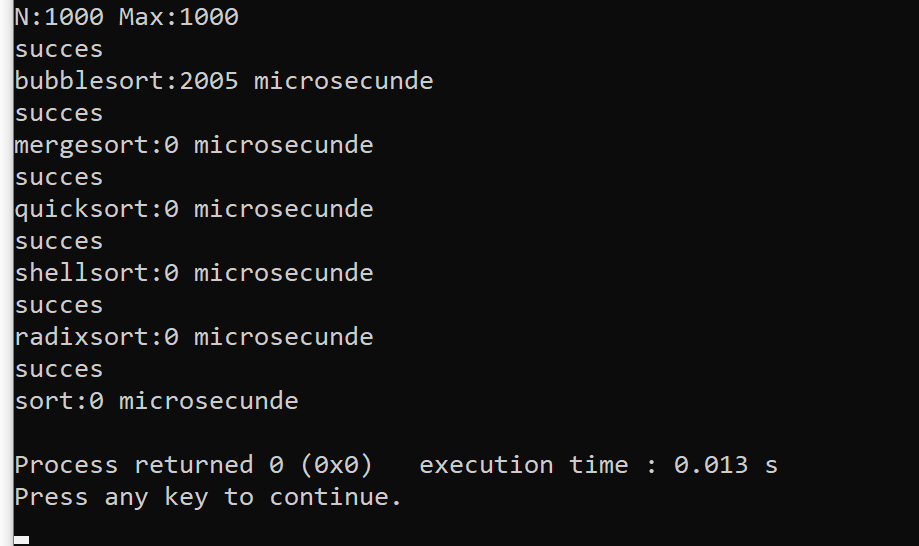 N:1000 Max:1000
succes
bubblesort:2005 microsecunde
succes
mergesort:0 microsecunde
succes
quicksort:0 microsecunde
succes
shellsort:0 microsecunde
succes
radixsort:0 microsecunde
succes
sort:0 microsecunde
Process returned 0 (0x0)   execution time : 0.013 s
Press any key to continue.